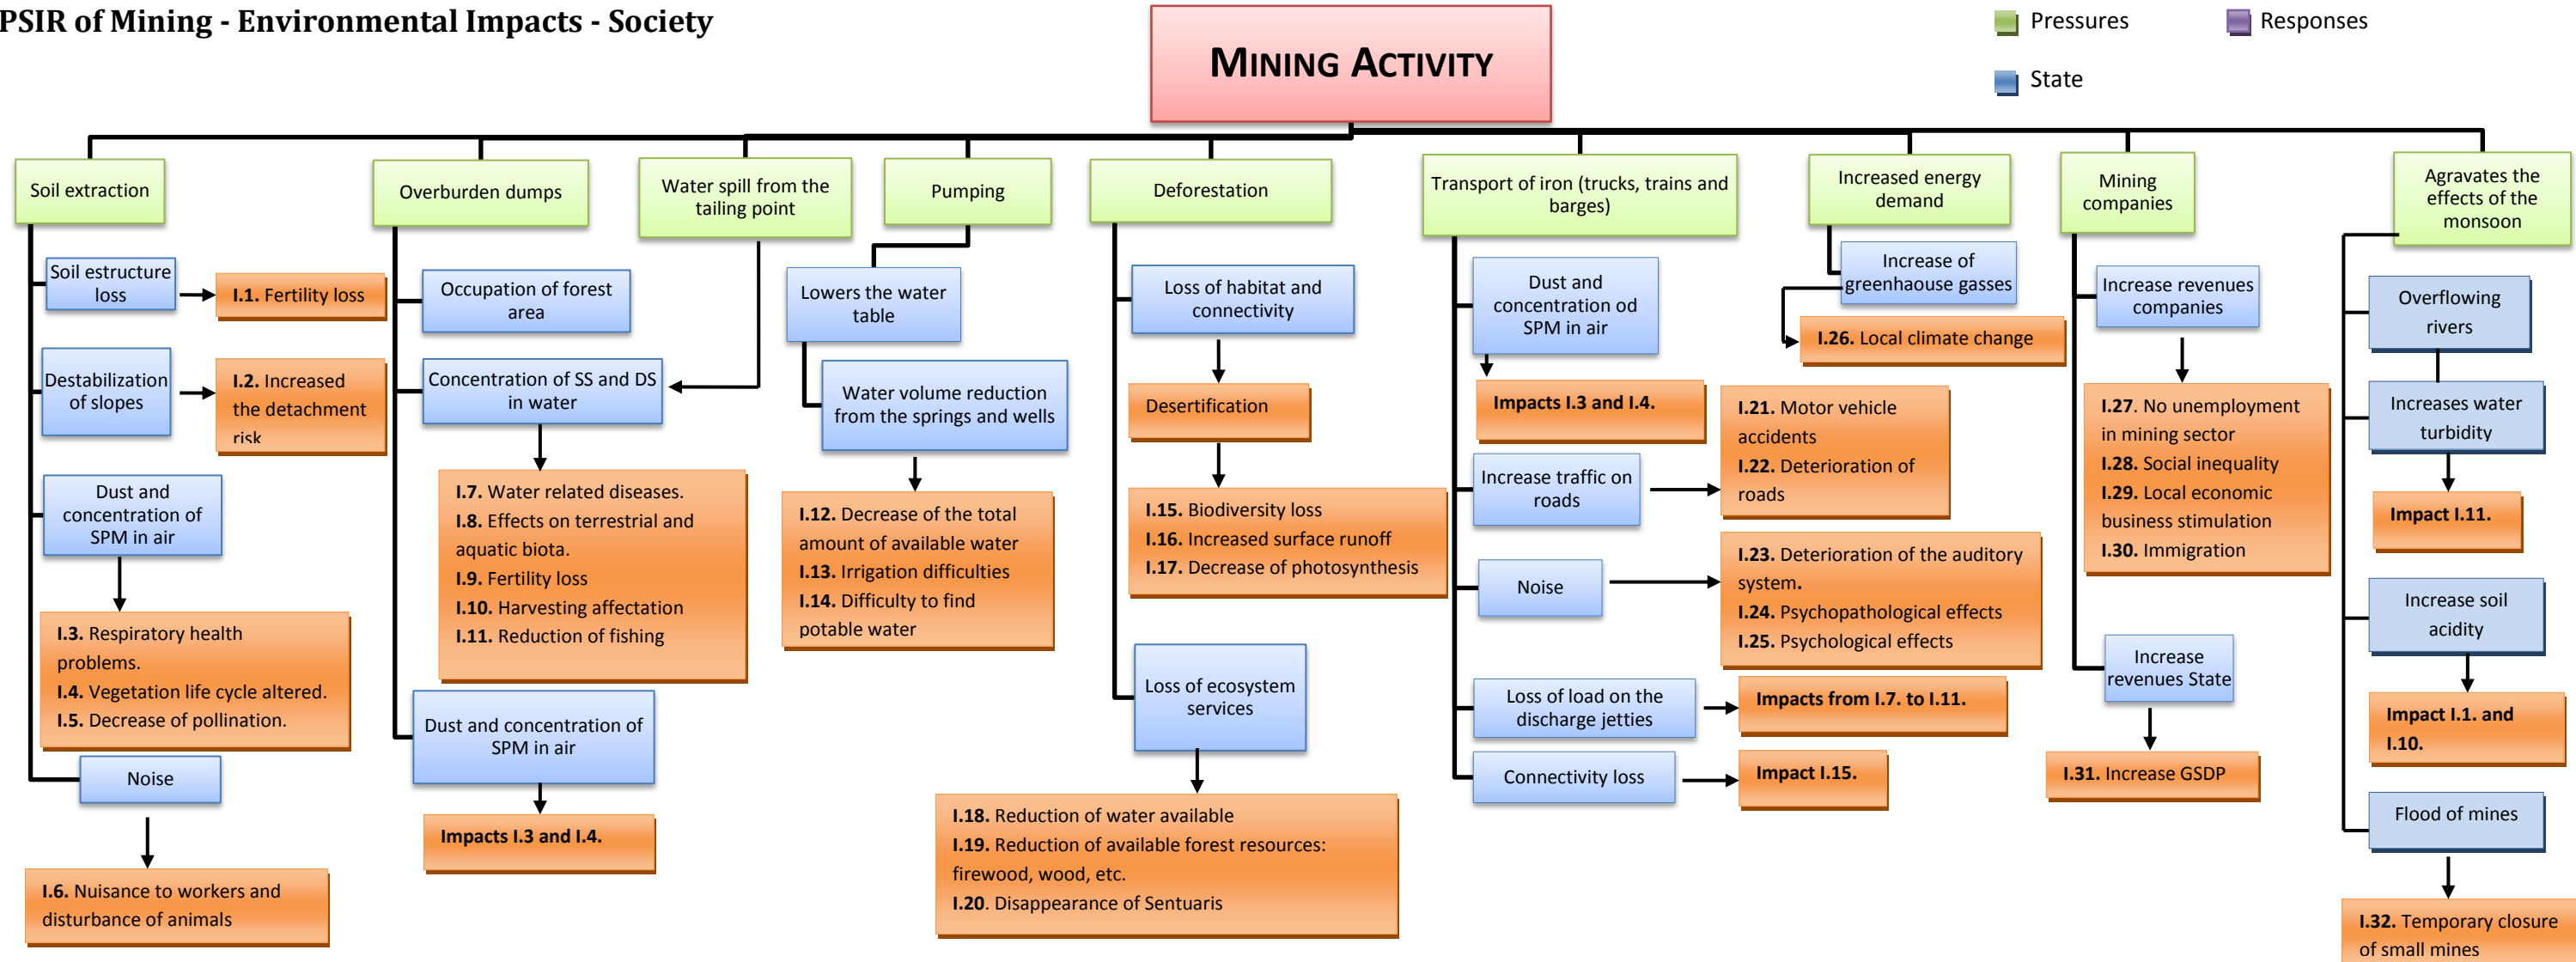 PSIR of Mining - Environmental Impacts - Society
MINING ACTIVITY
Pressures
Responses
State
Soil extraction
Soil estructure
loss
I.1. Fertility loss
Destabilization
of slopes
I.2. Increased
the detachment
risk
Dust and
concentration of
SPM in air
I.3. Respiratory health
problems.
I.4. Vegetation life cycle altered.
I.5. Decrease of pollination.
Noise
I.6. Nuisance to workers and
disturbance of animals
Overburden dumps
Occupation of forest
area
Concentration of SS and DS
in water
I.7. Water related diseases.
I.8. Effects on terrestrial and
aquatic biota.
I.9. Fertility loss
I.10. Harvesting affectation
I.11. Reduction of fishing
Dust and concentration of
SPM in air
Impacts I.3 and I.4.
Water spill from the
tailing point
Pumping
Lowers the water
table
Water volume reduction
from the springs and wells
I.12. Decrease of the total
amount of available water
I.13. Irrigation difficulties
I.14. Difficulty to find
potable water
Deforestation
Loss of habitat and
connectivity
Desertification
I.15. Biodiversity loss
I.16. Increased surface runoff
I.17. Decrease of photosynthesis
Loss of ecosystem
services
I.18. Reduction of water available
I.19. Reduction of available forest resources:
firewood, wood, etc.
I.20. Disappearance of Sentuaris
Transport of iron (trucks, trains and
barges)
Dust and
concentration od
SPM in air
Impacts I.3 and I.4.
Increase traffic on
roads
I.21. Motor vehicle
accidents
I.22. Deterioration of
roads
Noise
I.23. Deterioration of the auditory
system.
I.24. Psychopathological effects
I.25. Psychological effects
Loss of load on the
discharge jetties
Impacts from I.7. to I.11.
Connectivity loss
Impact I.15.
Increased energy
demand
Increase of
greenhaouse gasses
I.26. Local climate change
Mining
companies
Increase revenues
companies
I.27. No unemployment
in mining sector
I.28. Social inequality
I.29. Local economic
business stimulation
I.30. Immigration
Increase
revenues State
I.31. Increase GSDP
Agravates the
effects of the
monsoon
Overflowing
rivers
Increases water
turbidity
Impact I.11.
Increase soil
acidity
Impact I.1. and
I.10.
Flood of mines
I.32. Temporary closure
of small mines